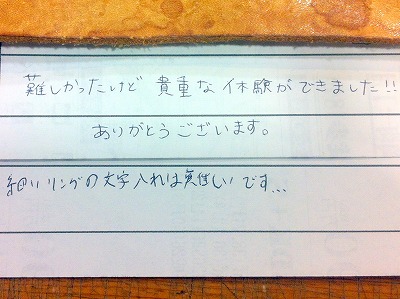 難しかったけど 貴重な体験ができました!!
ありがとうございます。
細いリングの文字入れは難しいです...